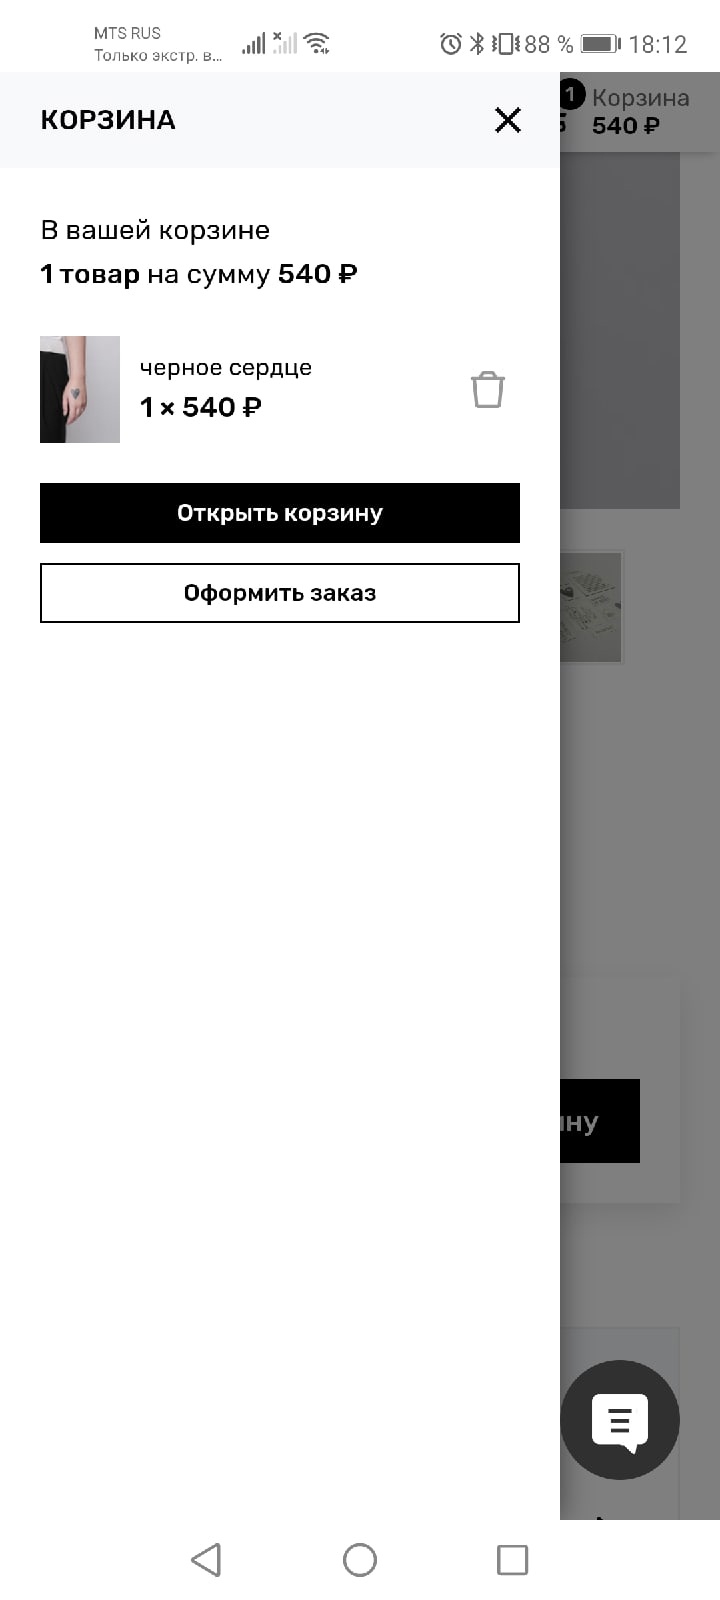 MTS RUS
Только экстр. в...
88 %
18:12
КОРЗИНА
1
Корзина
540 ₽
В вашей корзине
1 товар на сумму 540 ₽
черное сердце
1 × 540 ₽
Открыть корзину
Оформить заказ
ну